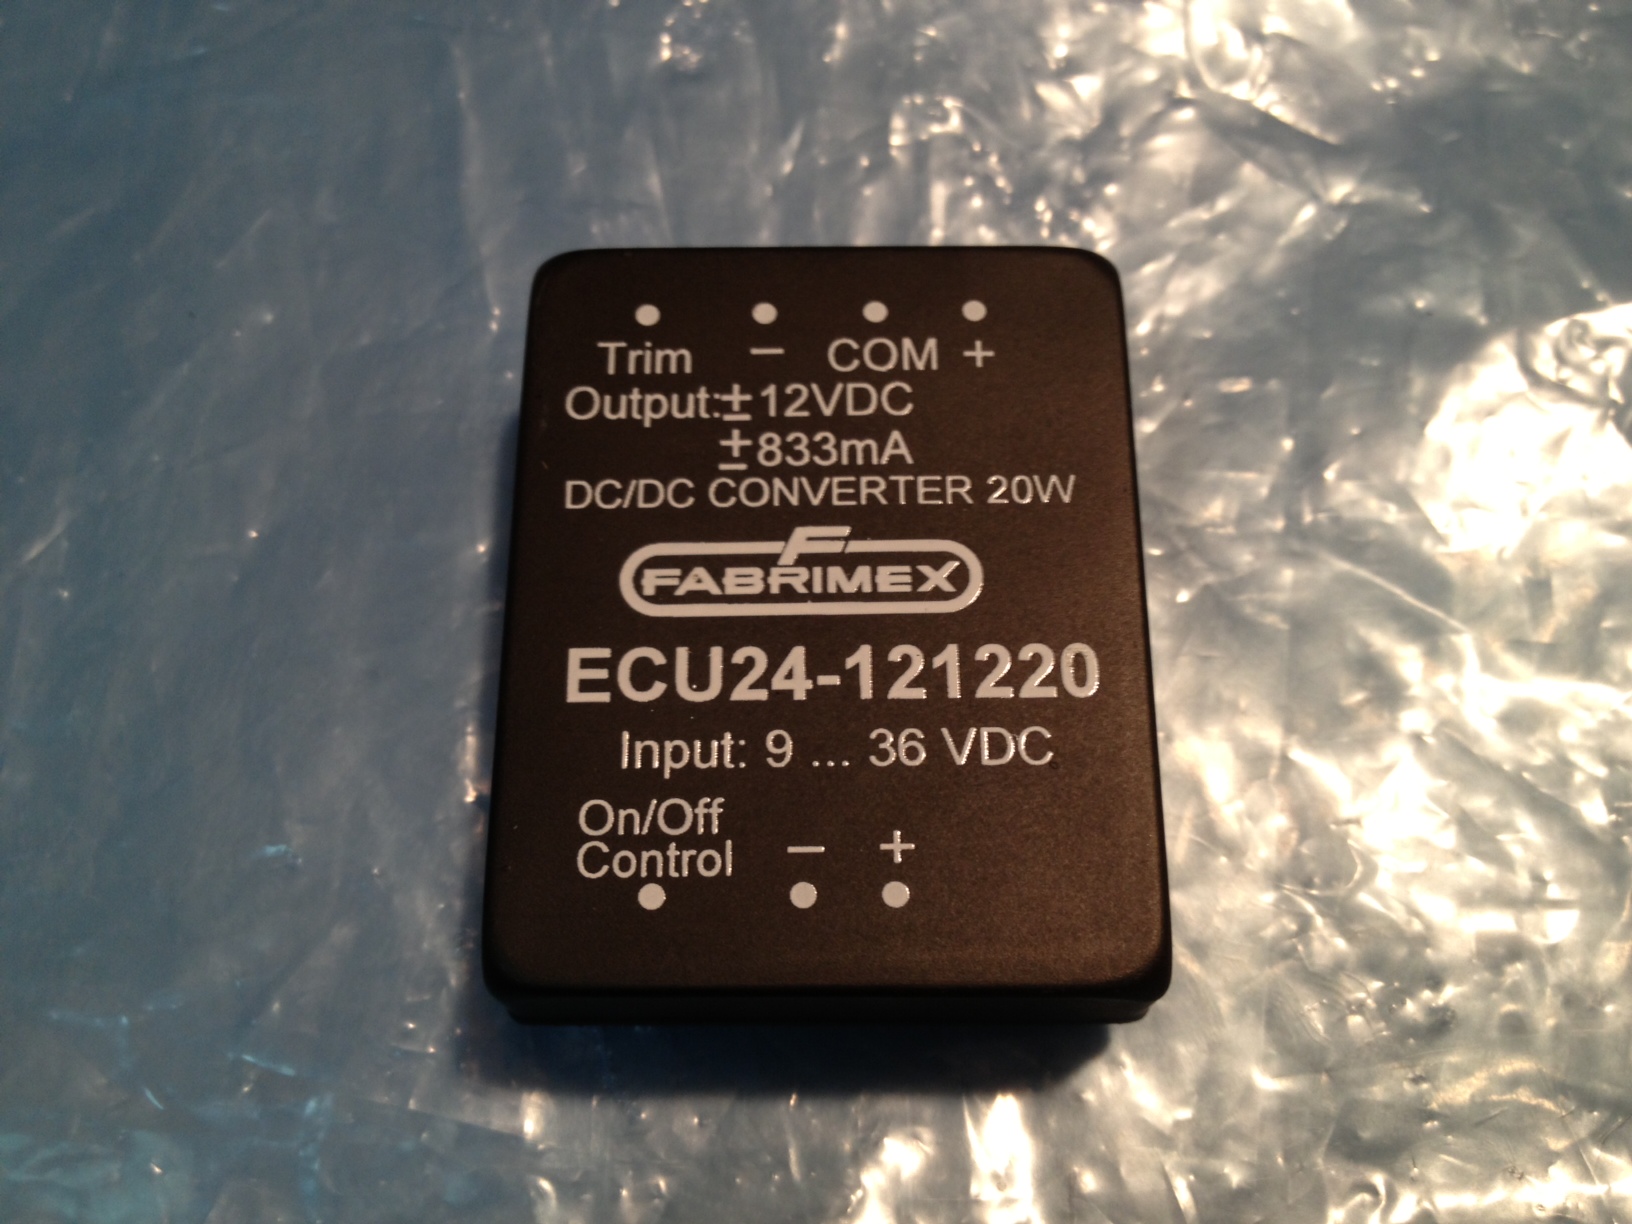 Trim − COM +
Output:±12VDC
±833mA
DC/DC CONVERTER 20W
F
FABRIMEX
ECU24-121220
Input: 9 ... 36 VDC
On/Off
Control − +